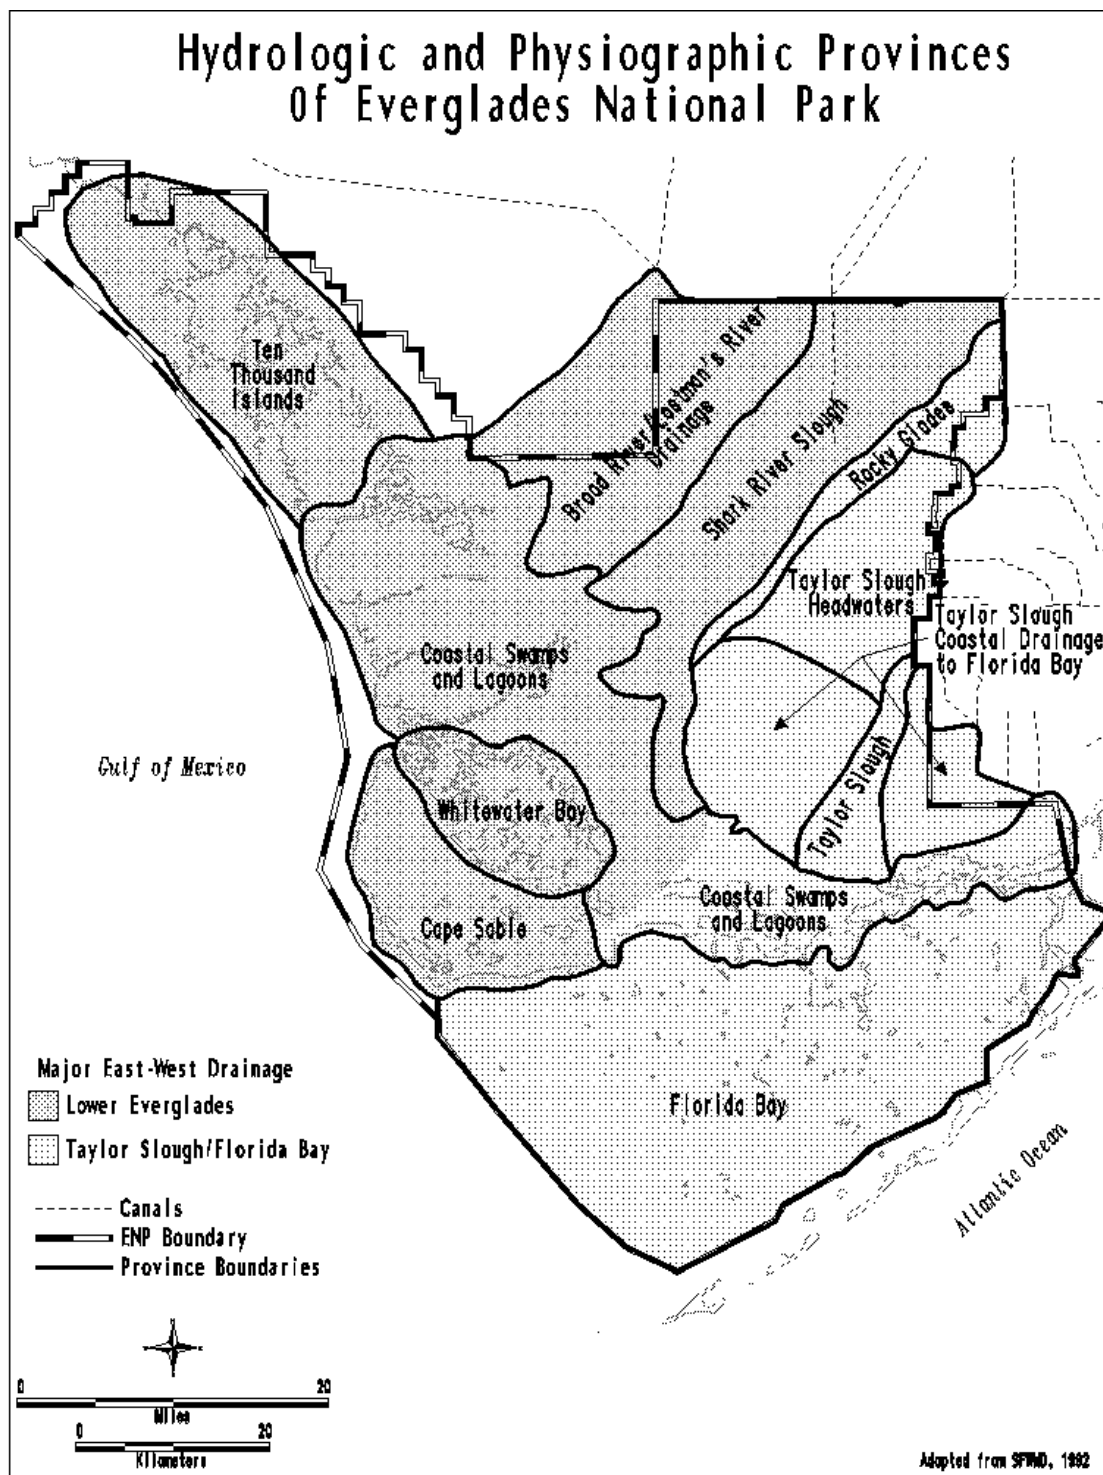 Hydrologic and Physiographic Provinces
Of Everglades National Park
Ten
Thousand
Islands
Broad River/Lostman's River
Drainage
Shark River Slough
Rocky Glades
Taylor Slough
Headwaters
Taylor Slough
Coastal Drainage
to Florida Bay
Coastal Swamps
and Lagoons
Gulf of Mexico
Taylor Slough
Whitewater Bay
Coastal Swamps
and Lagoons
Cape Sable
Florida Bay
Atlantic Ocean
Major East-West Drainage
Lower Everglades
Taylor Slough/Florida Bay
Canals
ENP Boundary
Province Boundaries
0 20
Miles
0 20
Kilometers
Adapted from SFWMD, 1992